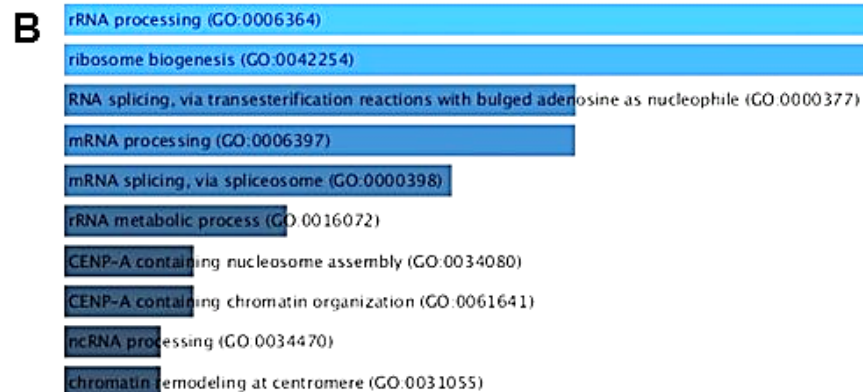 B
rRNA processing (GO:0006364)
ribosome biogenesis (GO:0042254)
RNA splicing, via transesterification reactions with bulged adenosine as nucleophile (GO:0000377)
mRNA processing (GO:0006397)
mRNA splicing, via spliceosome (GO:0000398)
rRNA metabolic process (GO:0016072)
CENP-A containing nucleosome assembly (GO:0034080)
CENP-A containing chromatin organization (GO:0061641)
ncRNA processing (GO:0034470)
chromatin remodeling at centromere (GO:0031055)